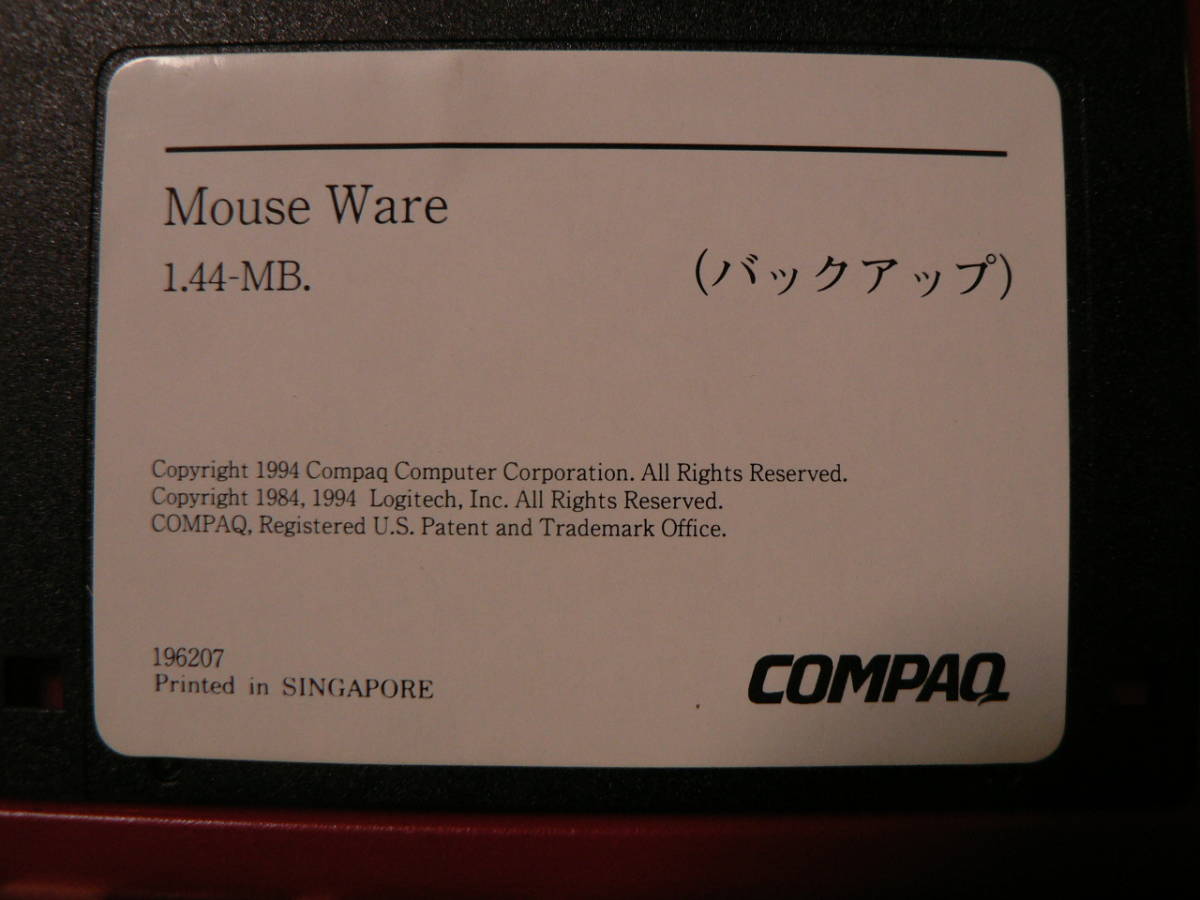 Mouse Ware
1.44-MB.
(バックアップ)
Copyright 1994 Compaq Computer Corporation. All Rights Reserved.
Copyright 1984, 1994 Logitech, Inc. All Rights Reserved.
COMPAQ, Registered U.S. Patent and Trademark Office.
196207
Printed in SINGAPORE
COMPAQ